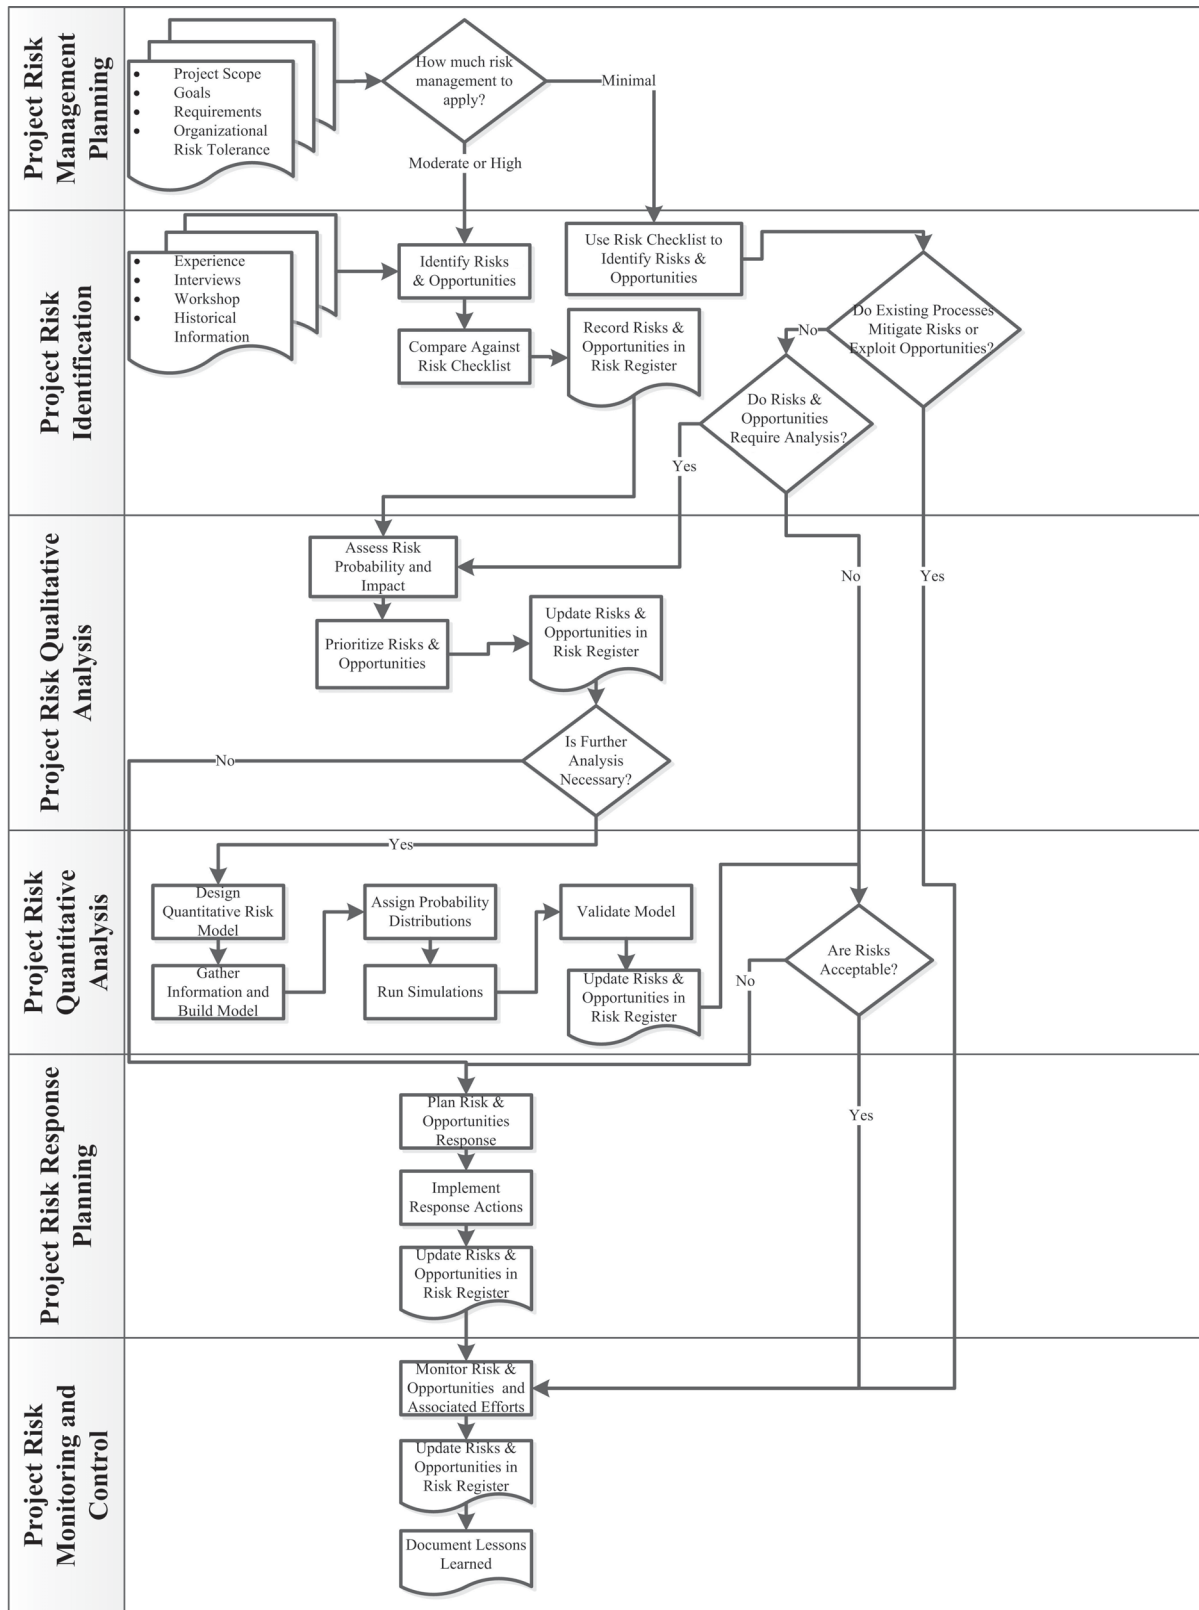 Project Risk
Management
Planning
Project Scope
Goals
Requirements
Organizational
Risk Tolerance
How much risk
management to
apply?
Minimal
Moderate or High
Project Risk
Identification
Experience
Interviews
Workshop
Historical
Information
Identify Risks
& Opportunities
Compare Against
Risk Checklist
Use Risk Checklist to
Identify Risks &
Opportunities
Record Risks &
Opportunities in
Risk Register
Do Existing Processes
Mitigate Risks or
Exploit Opportunities?
No
Do Risks &
Opportunities
Require Analysis?
Yes
Project Risk Qualitative
Analysis
Assess Risk
Probability and
Impact
No
Yes
Prioritize Risks &
Opportunities
Update Risks &
Opportunities in
Risk Register
Is Further
Analysis
Necessary?
No
Project Risk
Quantitative
Analysis
Yes
Design
Quantitative Risk
Model
Gather
Information and
Build Model
Assign Probability
Distributions
Run Simulations
Validate Model
Update Risks &
Opportunities in
Risk Register
Are Risks
Acceptable?
No
Project Risk Response
Planning
Plan Risk &
Opportunities
Response
Yes
Implement
Response Actions
Update Risks &
Opportunities in
Risk Register
Project Risk
Monitoring and
Control
Monitor Risk &
Opportunities and
Associated Efforts
Update Risks &
Opportunities in
Risk Register
Document Lessons
Learned